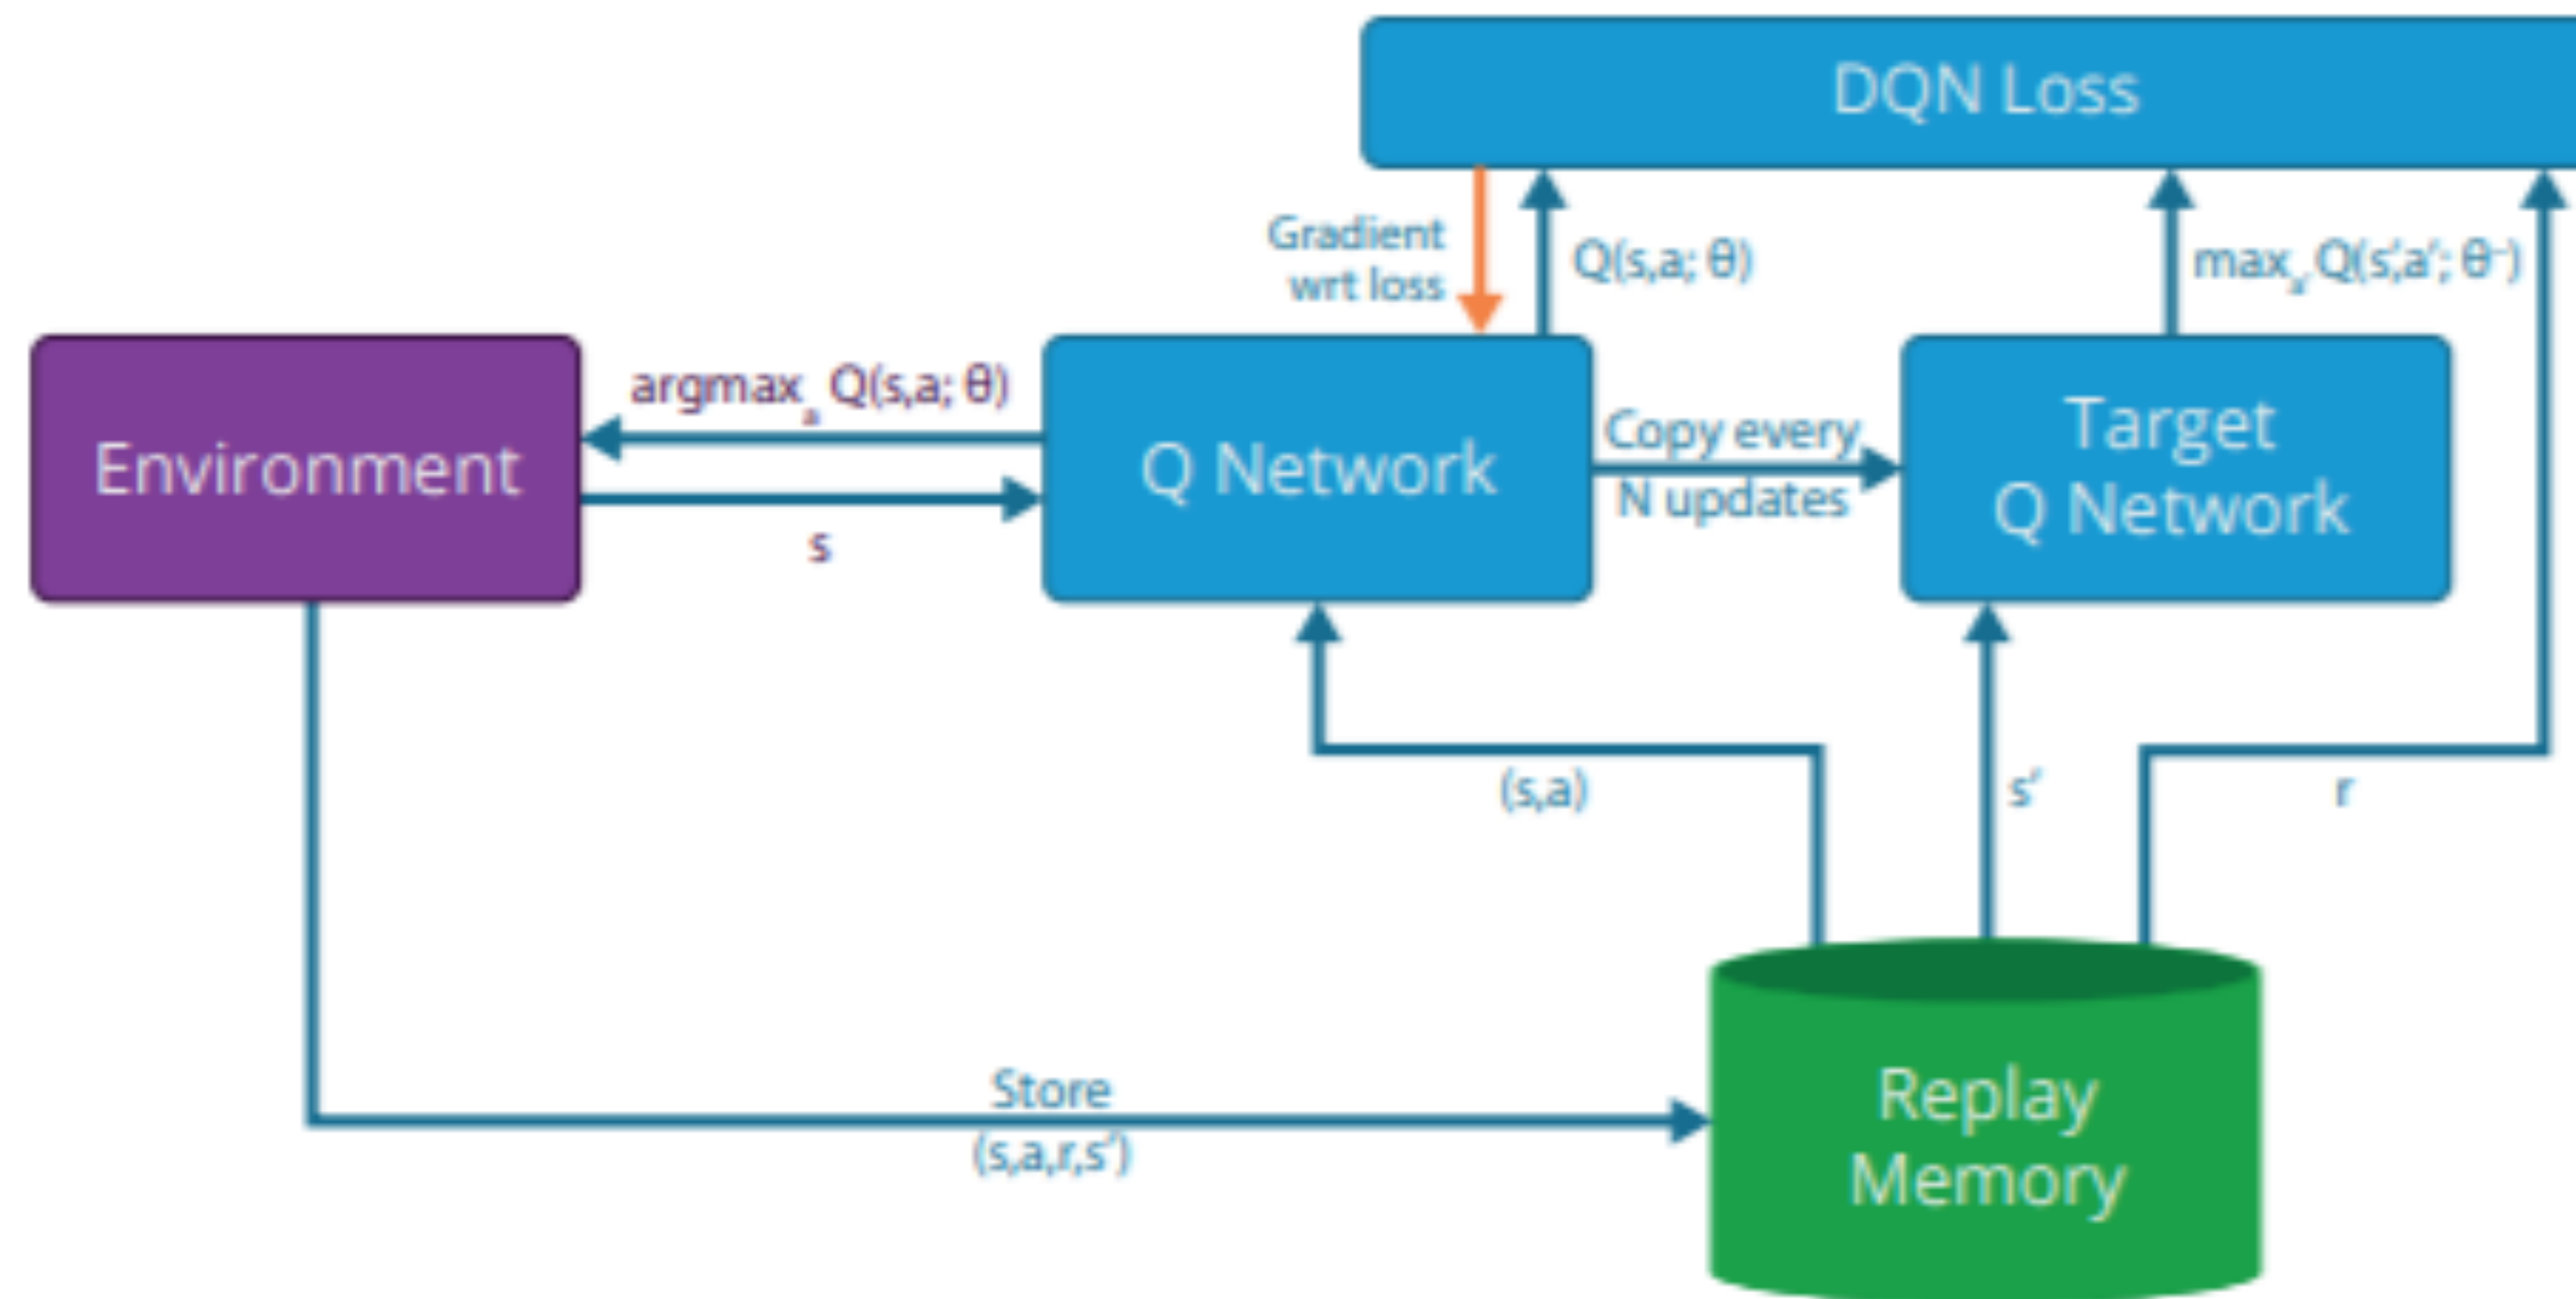 DQN Loss
Gradient
wrt loss
Q(s,a; θ)
maxₐ′ Q(s′,a′; θ⁻)
argmaxₐ Q(s,a; θ)
Environment
s
Q Network
Copy every
N updates
Target
Q Network
(s,a)
s′
r
Store
(s,a,r,s′)
Replay
Memory